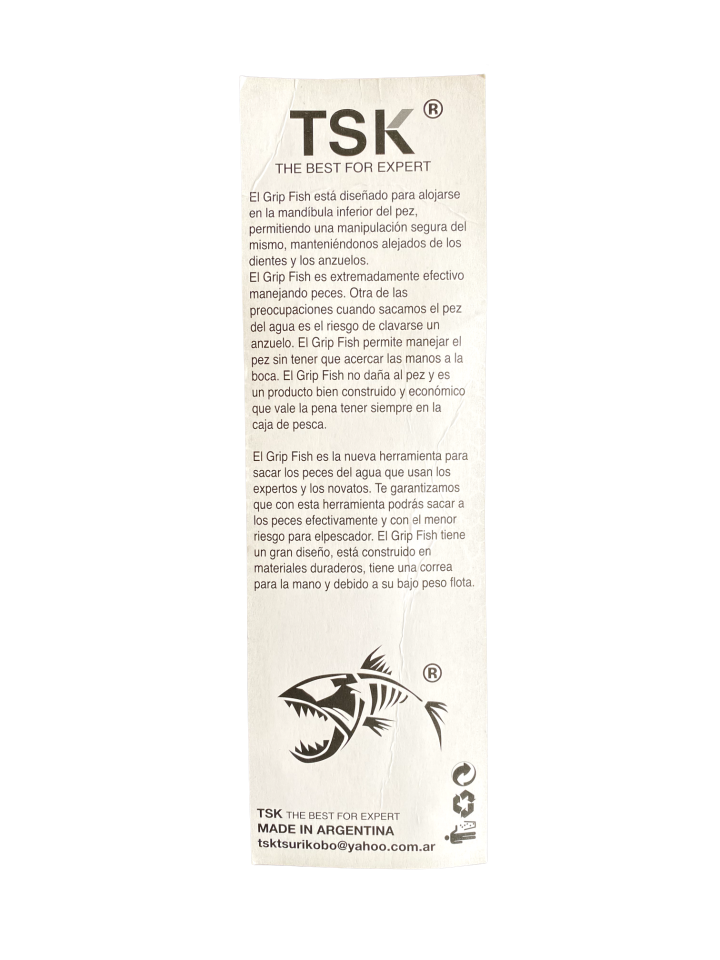 TSK ®
THE BEST FOR EXPERT
El Grip Fish está diseñado para alojarse
en la mandíbula inferior del pez,
permitiendo una manipulación segura del
mismo, manteniéndonos alejados de los
dientes y los anzuelos.
El Grip Fish es extremadamente efectivo
manejando peces. Otra de las
preocupaciones cuando sacamos el pez
del agua es el riesgo de clavarse un
anzuelo. El Grip Fish permite manejar el
pez sin tener que acercar las manos a la
boca. El Grip Fish no daña al pez y es
un producto bien construido y económico
que vale la pena tener siempre en la
caja de pesca.
El Grip Fish es la nueva herramienta para
sacar los peces del agua que usan los
expertos y los novatos. Te garantizamos
que con esta herramienta podrás sacar a
los peces efectivamente y con el menor
riesgo para elpescador. El Grip Fish tiene
un gran diseño, está construido en
materiales duraderos, tiene una correa
para la mano y debido a su bajo peso flota.
®
TSK THE BEST FOR EXPERT
MADE IN ARGENTINA
tsktsurikobo@yahoo.com.ar